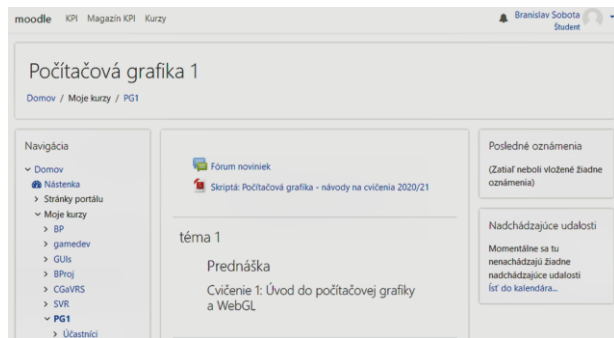 moodle KPI Magazín KPI Kurzy
Branislav Sobota
Študent
Počítačová grafika 1
Domov / Moje kurzy / PG1
Navigácia
Domov
Nástenka
Stránky portálu
Moje kurzy
BP
gamedev
GUIs
BProj
CGaVRS
SVR
PG1
Účastníci
Fórum noviniek
Skriptá: Počítačová grafika - návody na cvičenia 2020/21
téma 1
Prednáška
Cvičenie 1: Úvod do počítačovej grafiky
a WebGL
Posledné oznámenia
(Zatiaľ neboli vložené žiadne
oznámenia)
Nadchádzajúce udalosti
Momentálne sa tu
nenachádzajú žiadne
nadchádzajúce udalosti
Ísť do kalendára...